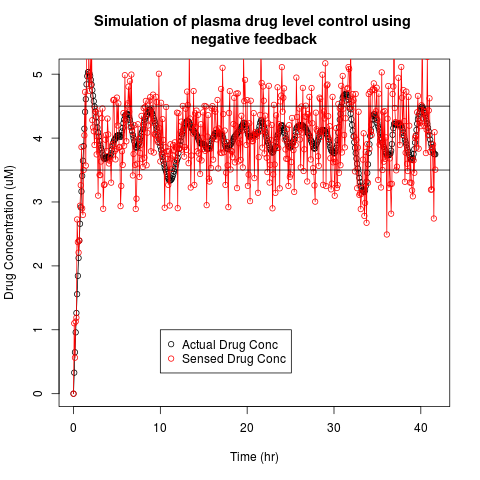 Simulation of plasma drug level control using
negative feedback
Drug Concentration (uM)
5
4
3
2
1
0
Actual Drug Conc
Sensed Drug Conc
0 10 20 30 40
Time (hr)